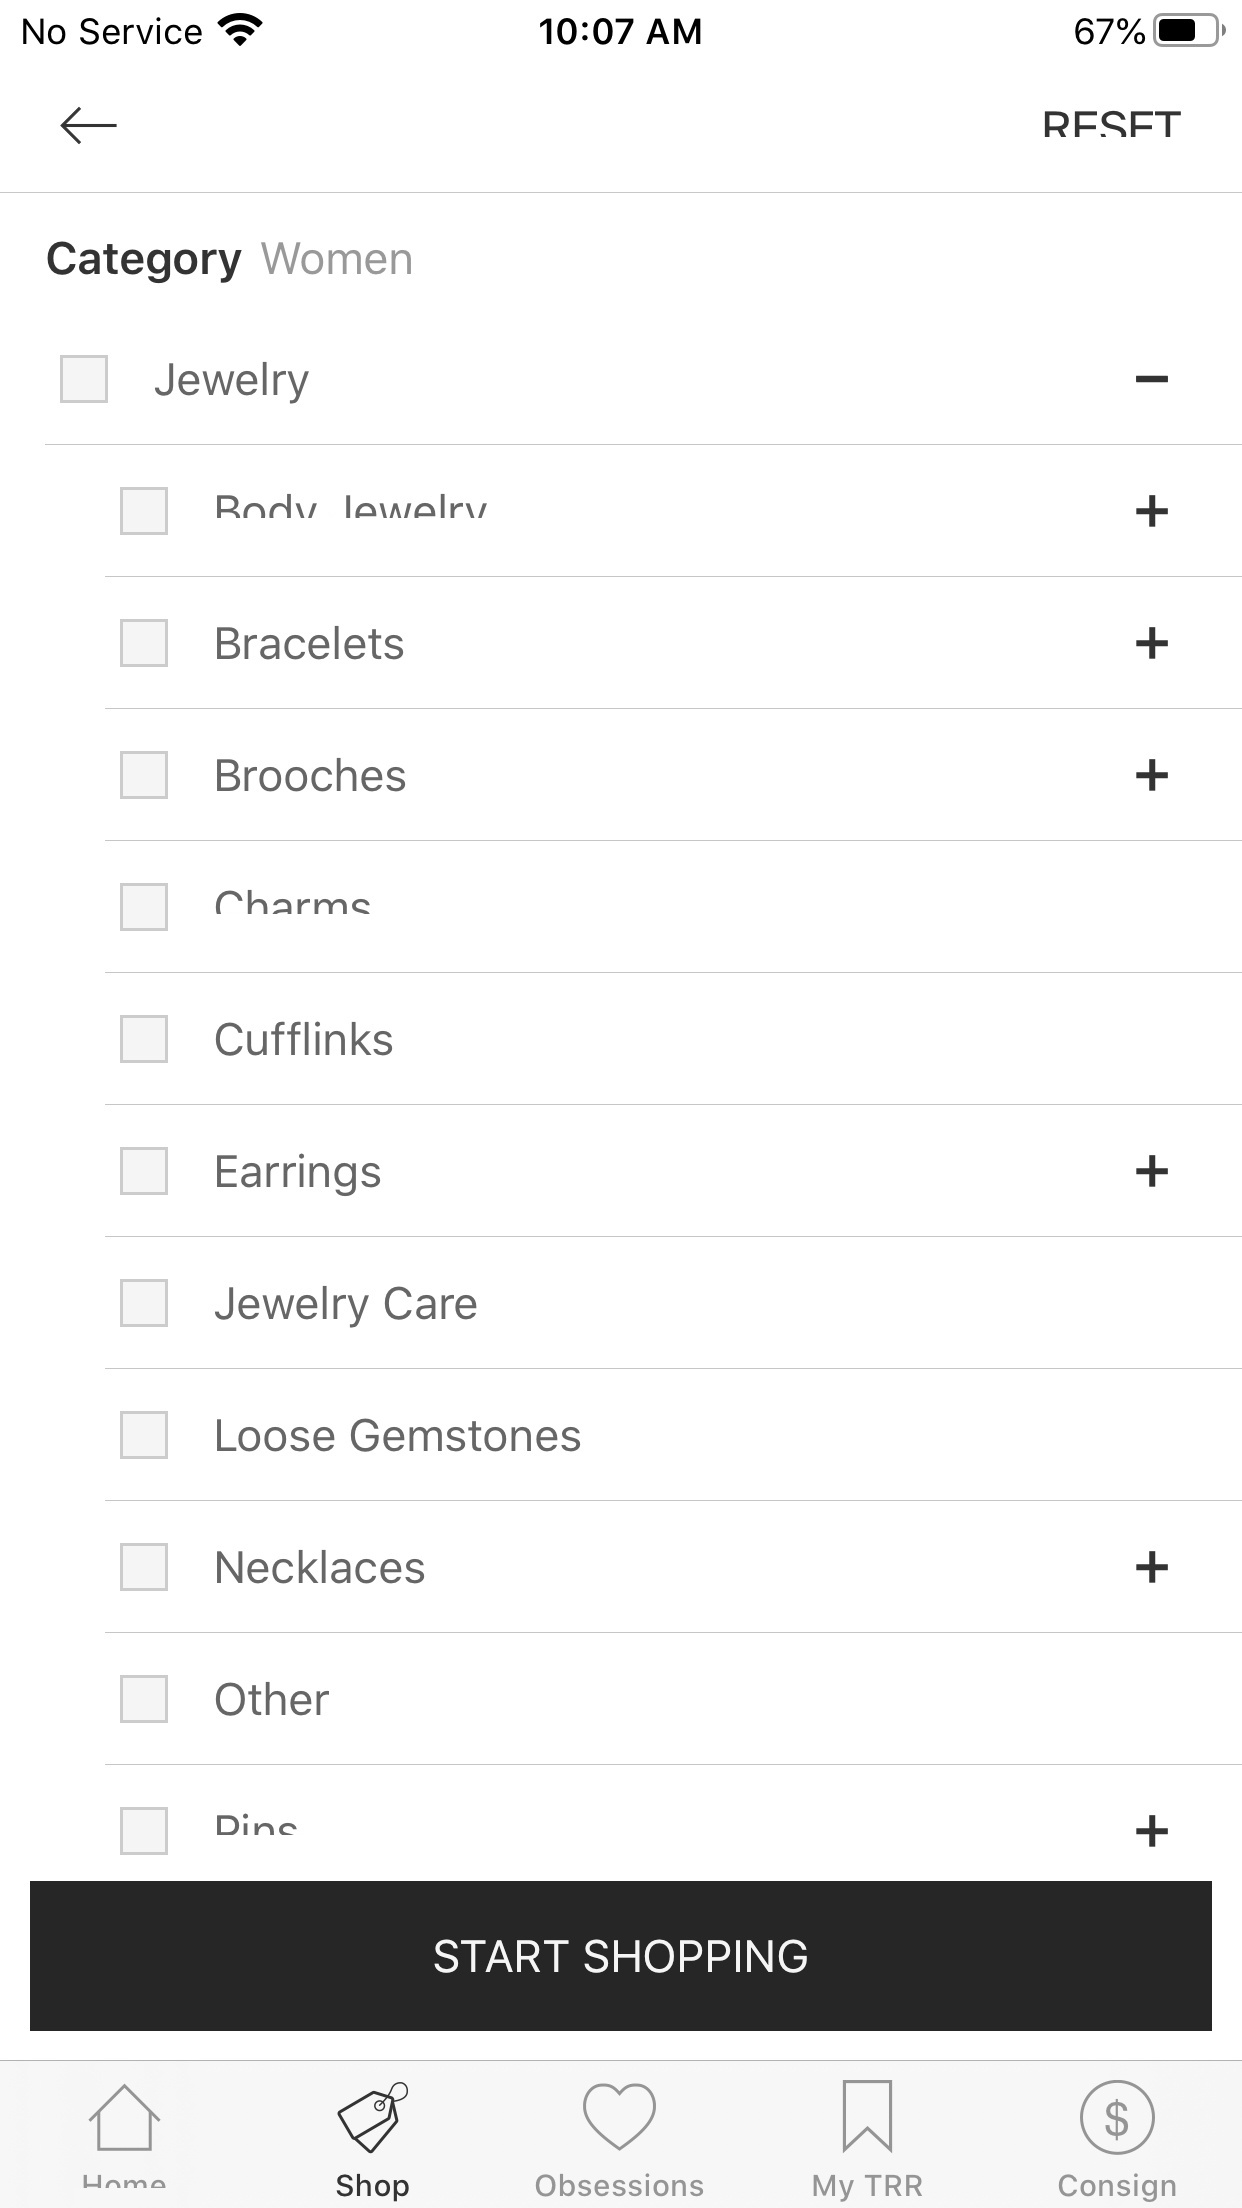 No Service 10:07 AM 67%
RESET
Category Women
Jewelry
Body Jewelry
Bracelets
Brooches
Charms
Cufflinks
Earrings
Jewelry Care
Loose Gemstones
Necklaces
Other
Pins
START SHOPPING
Home Shop Obsessions My TRR Consign